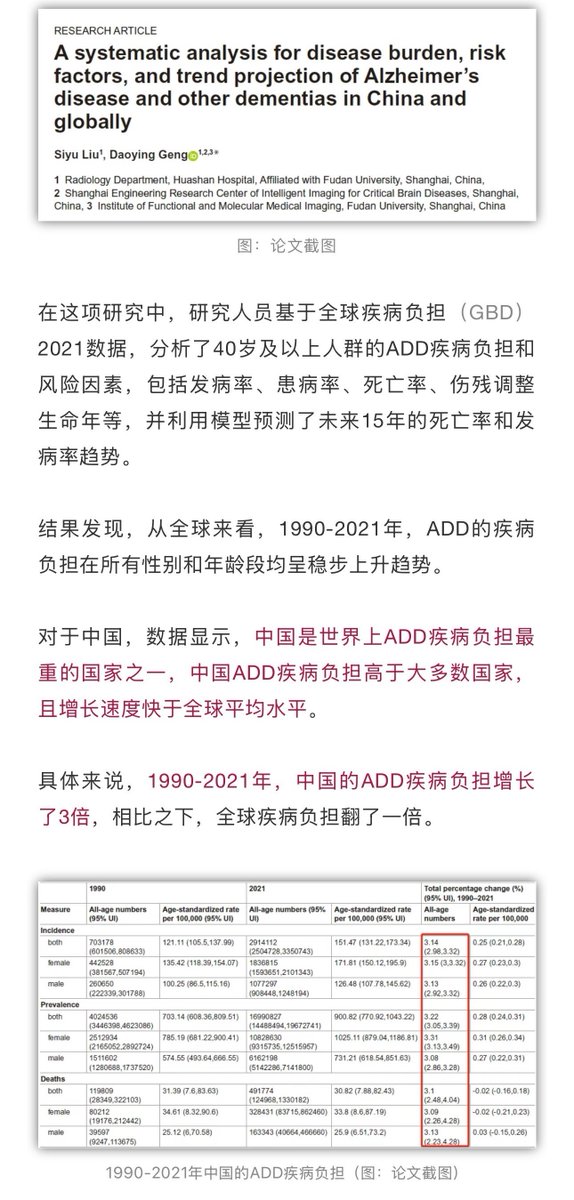 RESEARCH ARTICLE
A systematic analysis for disease burden, risk
factors, and trend projection of Alzheimer's
disease and other dementias in China and
globally
Siyu Liu1, Daoying Geng1,2,3*
1 Radiology Department, Huashan Hospital, Affiliated with Fudan University, Shanghai, China,
2 Shanghai Engineering Research Center of Intelligent Imaging for Critical Brain Diseases, Shanghai,
China, 3 Institute of Functional and Molecular Medical Imaging, Fudan University, Shanghai, China
图：论文截图
在这项研究中，研究人员基于全球疾病负担（GBD）
2021数据，分析了40岁及以上人群的ADD疾病负担和
风险因素，包括发病率、患病率、死亡率、伤残调整
生命年等，并利用模型预测了未来15年的死亡率和发
病率趋势。
结果发现，从全球来看，1990-2021年，ADD的疾病
负担在所有性别和年龄段均呈稳步上升趋势。
对于中国，数据显示，中国是世界上ADD疾病负担最
重的国家之一，中国ADD疾病负担高于大多数国家，
且增长速度快于全球平均水平。
具体来说，1990-2021年，中国的ADD疾病负担增长
了3倍，相比之下，全球疾病负担翻了一倍。
1990 2021 Total percentage change (%)
(95% UI), 1990–2021
Measure All-age numbers (95% UI) Age-standardized rate per 100,000 (95% UI) All-age numbers (95% UI) Age-standardized rate per 100,000 (95% UI) All-age numbers Age-standardized rate per 100,000
Incidence
both 703178 (601506,808633) 121.11 (105.5,137.99) 2914112 (2504728,3350743) 151.47 (131.22,173.34) 3.14 (2.98,3.32) 0.25 (0.21,0.28)
female 442528 (381567,507194) 135.42 (118.39,154.07) 1836815 (1593651,2101343) 171.81 (150.12,195.9) 3.15 (3,3.32) 0.27 (0.23,0.3)
male 260650 (222339,301788) 100.25 (86.5,115.16) 1077297 (908448,1248194) 126.48 (107.78,145.62) 3.13 (2.92,3.32) 0.26 (0.22,0.3)
Prevalence
both 4024536 (3446398,4623086) 703.14 (608.36,809.51) 16990827 (14488494,19672741) 900.82 (770.92,1043.22) 3.22 (3.05,3.39) 0.28 (0.24,0.31)
female 2512934 (2165052,2892724) 785.19 (681.22,900.41) 10828630 (9315735,12515957) 1025.11 (879.04,1186.81) 3.31 (3.13,3.49) 0.31 (0.26,0.34)
male 1511602 (1280688,1737520) 574.55 (493.64,666.55) 6162198 (5142286,7141800) 731.21 (618.54,851.63) 3.08 (2.86,3.28) 0.27 (0.22,0.31)
Deaths
both 119809 (28349,322103) 31.39 (7.6,83.63) 491774 (124968,1330182) 30.82 (7.88,82.43) 3.1 (2.48,4.04) -0.02 (-0.16,0.18)
female 80212 (19176,212442) 34.61 (8.32,90.6) 328431 (83715,862460) 33.8 (8.6,87.19) 3.09 (2.26,4.28) -0.02 (-0.21,0.23)
male 39597 (9247,113675) 25.12 (6,70.58) 163343 (40664,466660) 25.9 (6.51,73.2) 3.13 (2.23,4.28) 0.03 (-0.15,0.26)
1990-2021年中国的ADD疾病负担（图：论文截图）